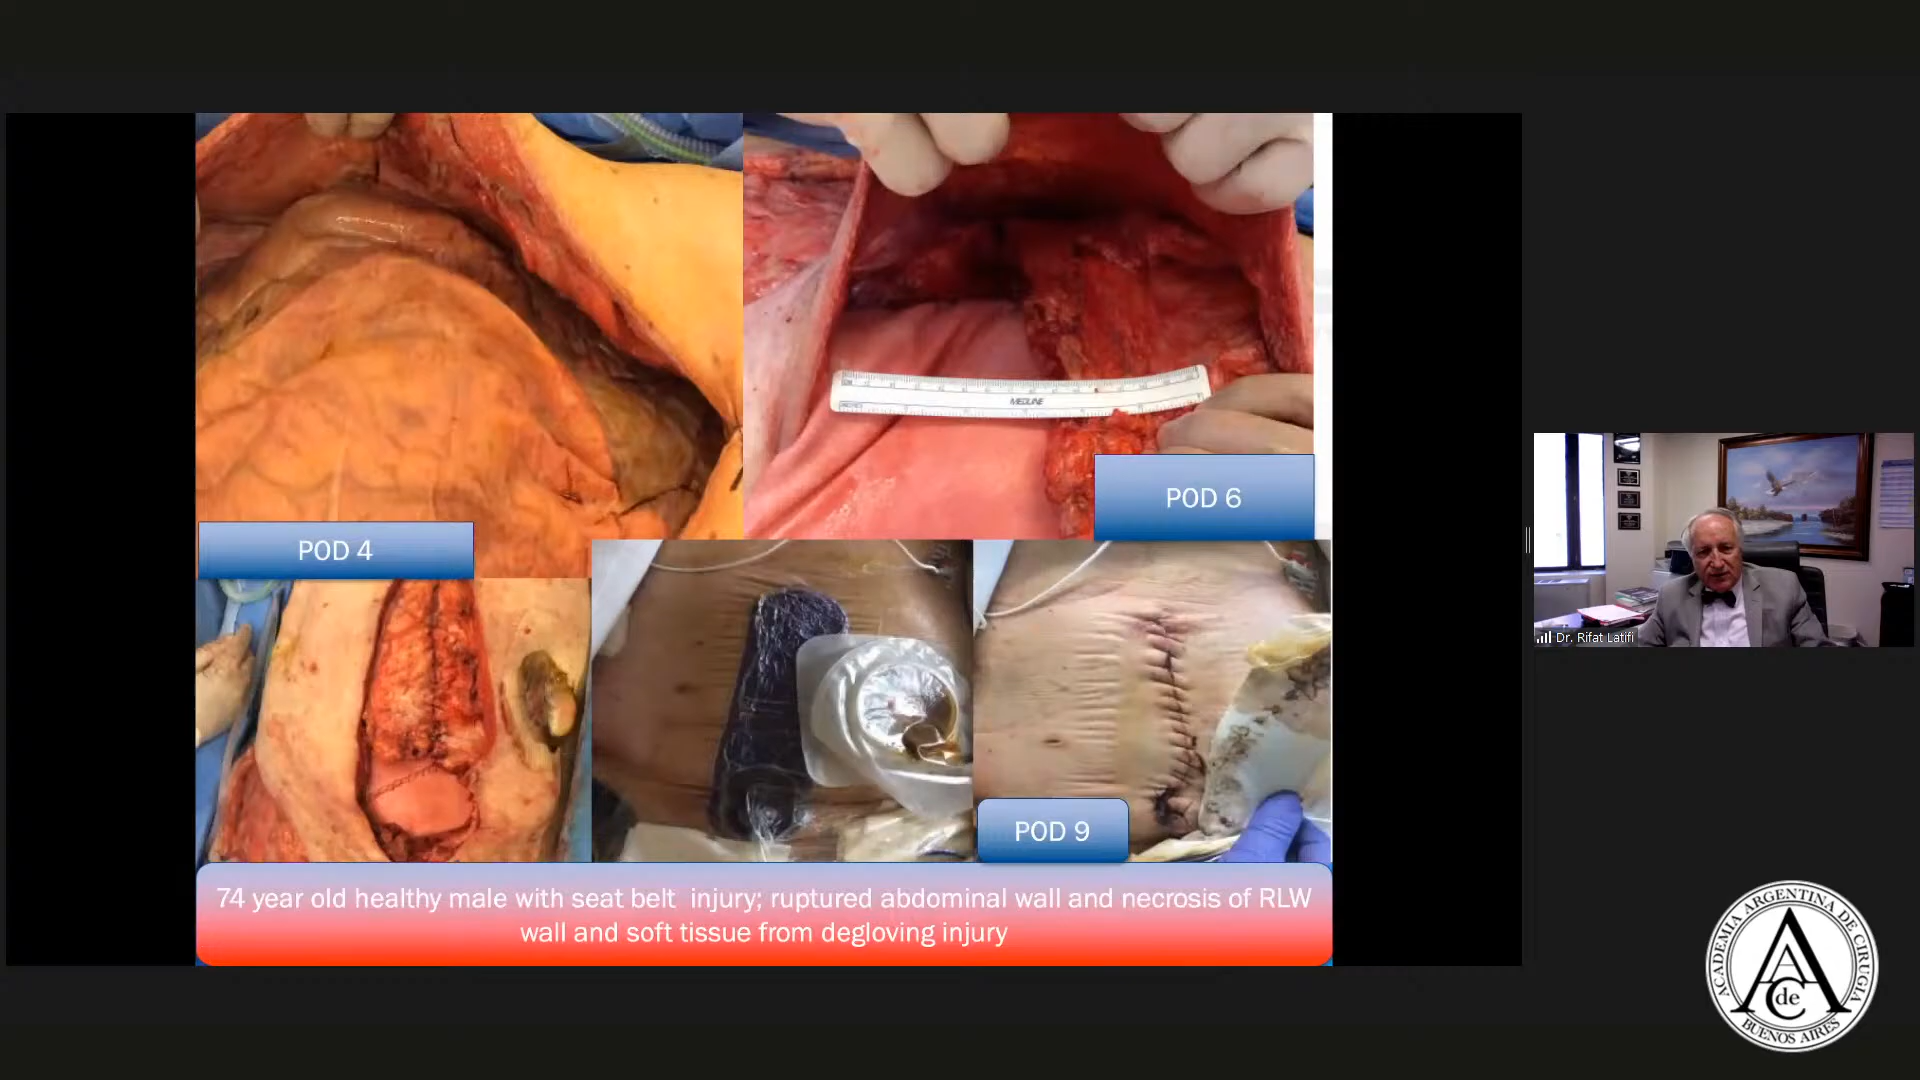 POD 4
POD 6
MEDLINE
POD 9
74 year old healthy male with seat belt injury; ruptured abdominal wall and necrosis of RLW
wall and soft tissue from degloving injury
Dr. Rifat Latifi
ACADEMIA ARGENTINA DE CIRUGIA
AAC
de
BUENOS AIRES